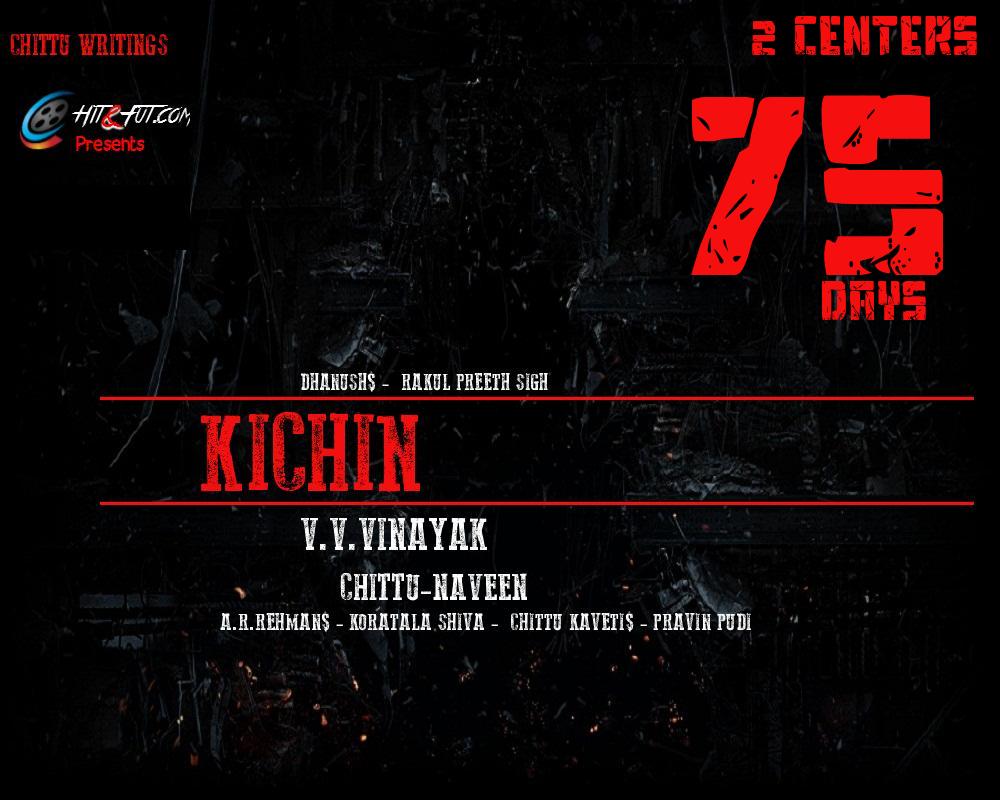 CHITTU WRITINGS
2 CENTERS
HIT&FUT.COM
Presents
75
DAYS
DHANUSH$ - RAKUL PREETH SIGH
KICHIN
V.V.VINAYAK
CHITTU-NAVEEN
A.R.REHMAN$ - KORATALA SHIVA - CHITTU KAVETI$ - PRAVIN PUDI